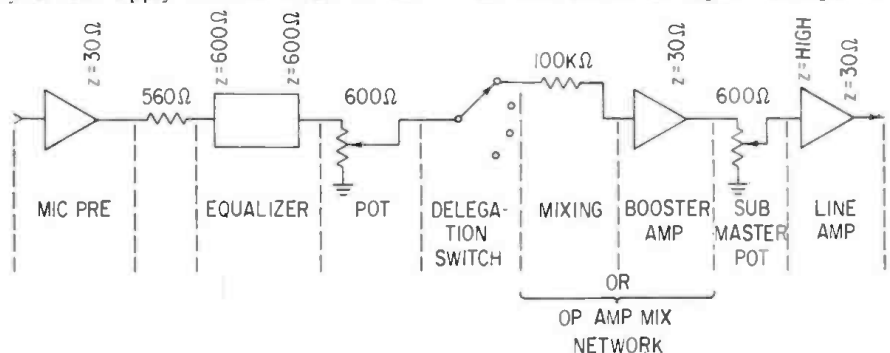 z=30Ω
z=600Ω
z=600Ω
100KΩ
z=30Ω
z=HIGH
z=30Ω
560Ω
600Ω
600Ω
MIC PRE
EQUALIZER
POT
DELEGA-
TION
SWITCH
MIXING
BOOSTER
AMP
SUB
MASTER
POT
LINE
AMP
OR
OP AMP MIX
NETWORK